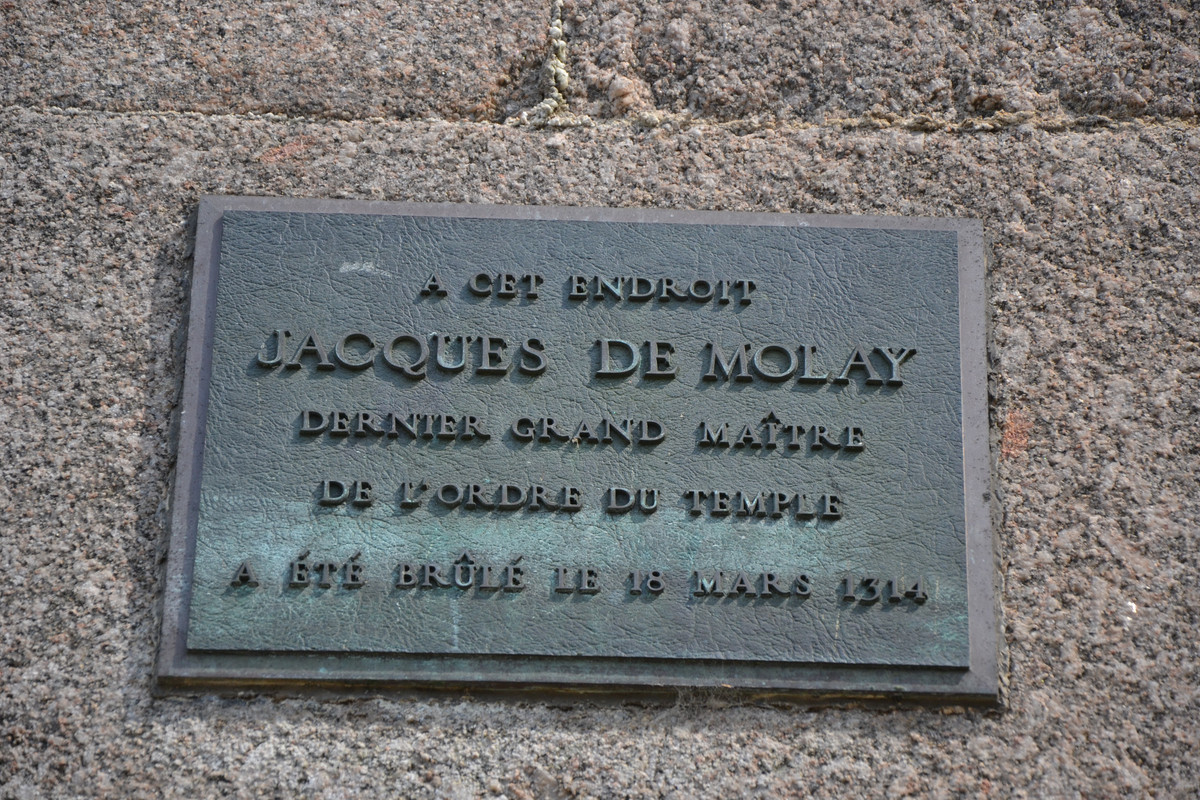 A CET ENDROIT
JACQUES DE MOLAY
DERNIER GRAND MAÎTRE
DE L'ORDRE DU TEMPLE
A ÉTÉ BRÛLÉ LE 18 MARS 1314